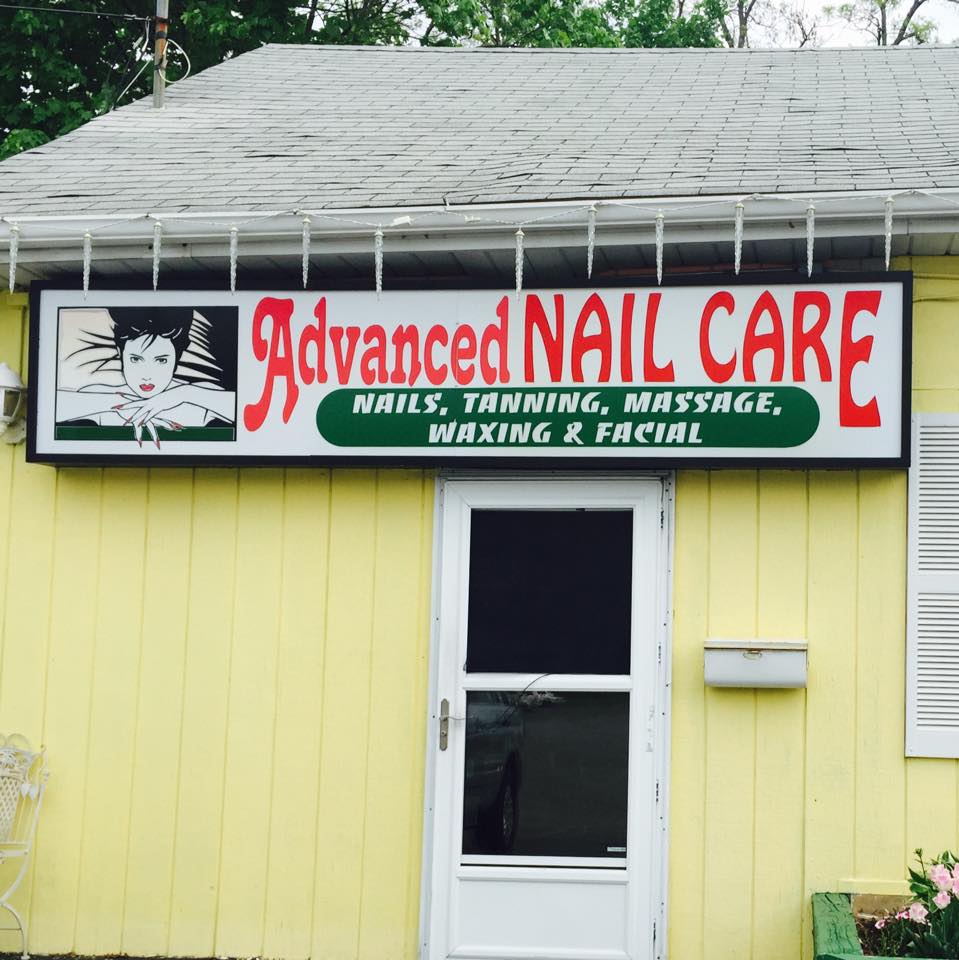 Advanced NAIL CARE
NAILS, TANNING, MASSAGE,
WAXING & FACIAL